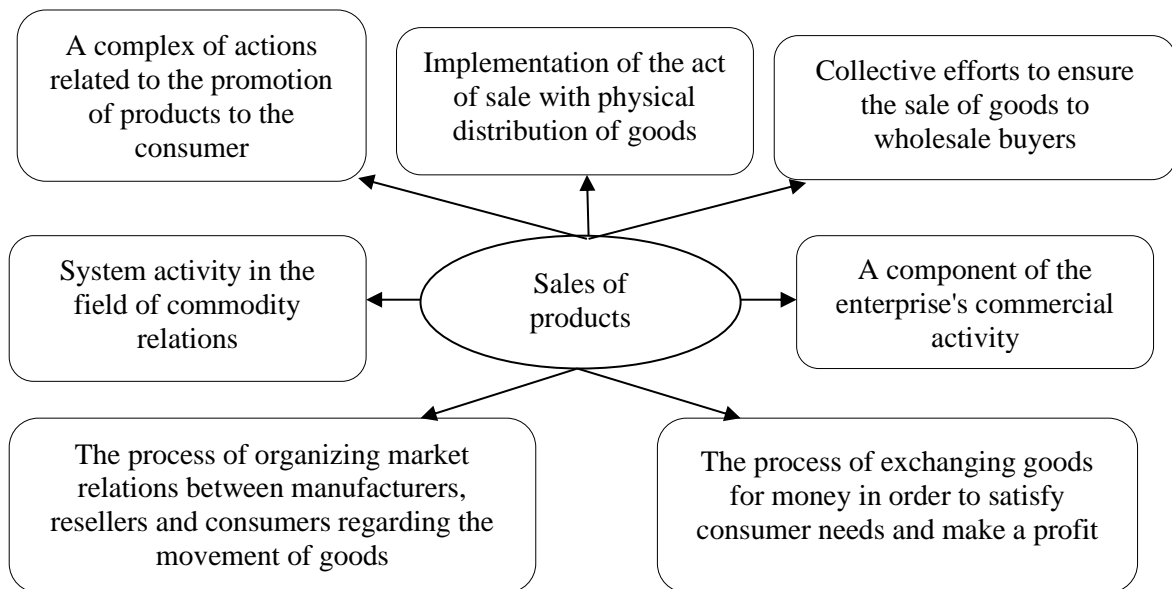 A complex of actions
related to the promotion
of products to the
consumer
Implementation of the act
of sale with physical
distribution of goods
Collective efforts to ensure
the sale of goods to
wholesale buyers
System activity in the
field of commodity
relations
Sales of
products
A component of the
enterprise's commercial
activity
The process of organizing market
relations between manufacturers,
resellers and consumers regarding the
movement of goods
The process of exchanging goods
for money in order to satisfy
consumer needs and make a profit